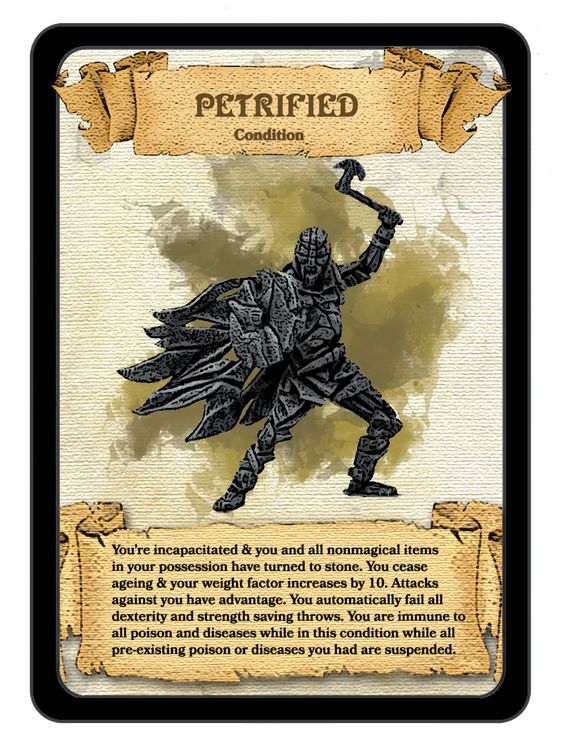 PETRIFIED
Condition
You're incapacitated & you and all nonmagical items
in your possession have turned to stone. You cease
ageing & your weight factor increases by 10. Attacks
against you have advantage. You automatically fail all
dexterity and strength saving throws. You are immune to
all poison and diseases while in this condition while all
pre-existing poison or diseases you had are suspended.